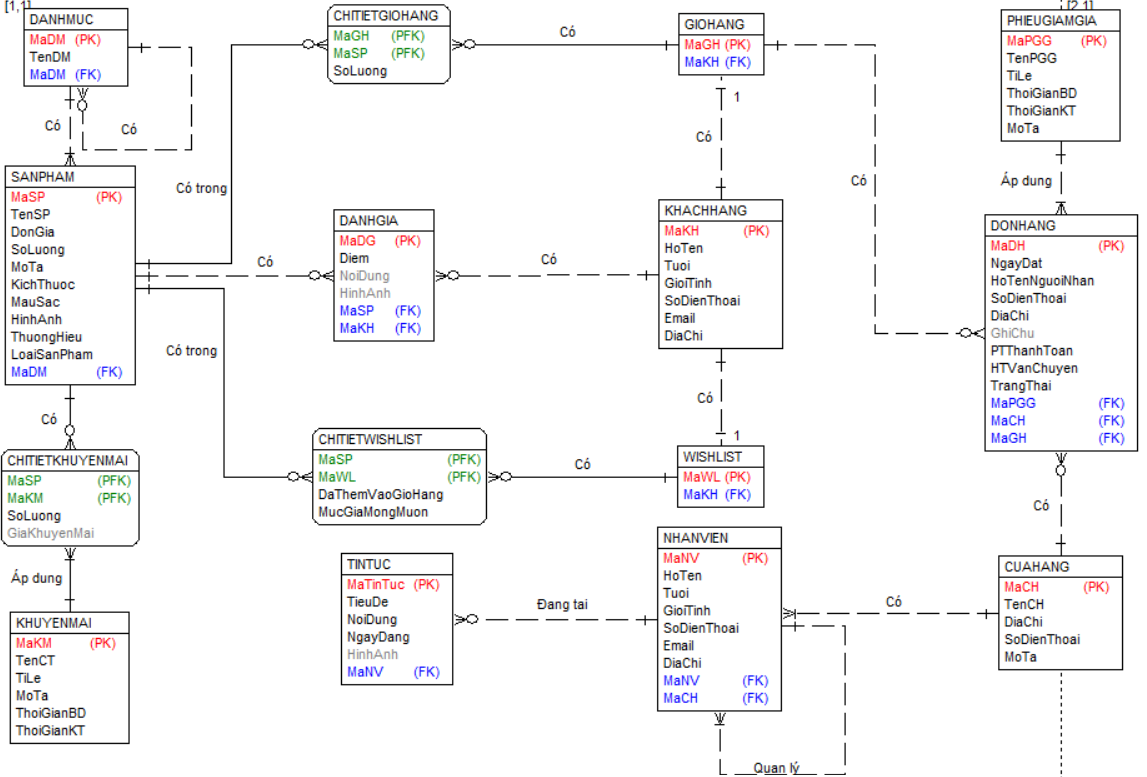 [1,1]
DANHMUC
MaDM (PK)
TenDM
MaDM (FK)
Có
Có
SANPHAM
MaSP (PK)
TenSP
DonGia
SoLuong
MoTa
KichThuoc
MauSac
HinhAnh
ThuongHieu
LoaiSanPham
MaDM (FK)
Có
CHITIETKHUYENMAI
MaSP (PFK)
MaKM (PFK)
SoLuong
GiaKhuyenMai
Áp dung
KHUYENMAI
MaKM (PK)
TenCT
TiLe
MoTa
ThoiGianBD
ThoiGianKT
Có trong
Có
Có trong
CHITIETGIOHANG
MaGH (PFK)
MaSP (PFK)
SoLuong
Có
DANHGIA
MaDG (PK)
Diem
NoiDung
HinhAnh
MaSP (FK)
MaKH (FK)
Có
CHITIETWISHLIST
MaSP (PFK)
MaWL (PFK)
DaThemVaoGioHang
MucGiaMongMuon
Có
TINTUC
MaTinTuc (PK)
TieuDe
NoiDung
NgayDang
HinhAnh
MaNV (FK)
Đang tai
GIOHANG
MaGH (PK)
MaKH (FK)
1
Có
KHACHHANG
MaKH (PK)
HoTen
Tuoi
GioiTinh
SoDienThoai
Email
DiaChi
Có
1
WISHLIST
MaWL (PK)
MaKH (FK)
NHANVIEN
MaNV (PK)
HoTen
Tuoi
GioiTinh
SoDienThoai
Email
DiaChi
MaNV (FK)
MaCH (FK)
Quan lý
Có
Có
[2,1]
PHIEUGIAMGIA
MaPGG (PK)
TenPGG
TiLe
ThoiGianBD
ThoiGianKT
MoTa
Áp dung
DONHANG
MaDH (PK)
NgayDat
HoTenNguoiNhan
SoDienThoai
DiaChi
GhiChu
PTThanhToan
HTVanChuyen
TrangThai
MaPGG (FK)
MaCH (FK)
MaGH (FK)
Có
CUAHANG
MaCH (PK)
TenCH
DiaChi
SoDienThoai
MoTa